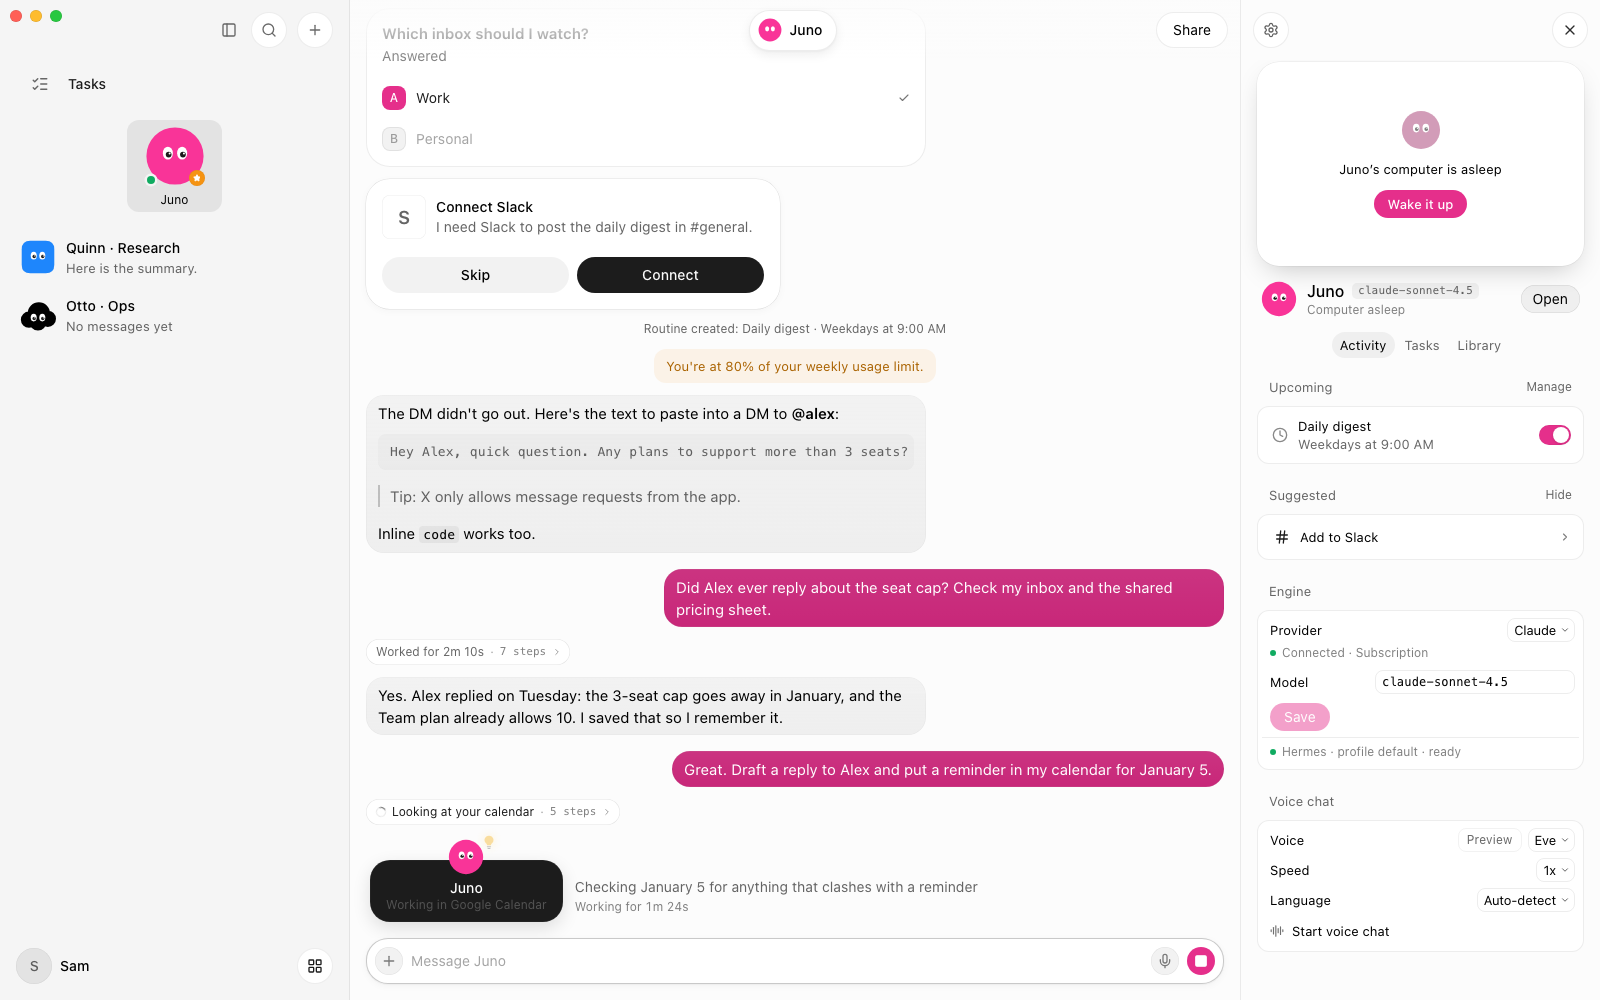 Tasks
Juno
Quinn · Research
Here is the summary.
Otto · Ops
No messages yet
S
Sam
Juno
Share
Which inbox should I watch?
Answered
A
Work
B
Personal
S
Connect Slack
I need Slack to post the daily digest in #general.
Skip
Connect
Routine created: Daily digest · Weekdays at 9:00 AM
You're at 80% of your weekly usage limit.
The DM didn't go out. Here's the text to paste into a DM to @alex:
Hey Alex, quick question. Any plans to support more than 3 seats?
Tip: X only allows message requests from the app.
Inline code works too.
Did Alex ever reply about the seat cap? Check my inbox and the shared
pricing sheet.
Worked for 2m 10s · 7 steps
Yes. Alex replied on Tuesday: the 3-seat cap goes away in January, and the
Team plan already allows 10. I saved that so I remember it.
Great. Draft a reply to Alex and put a reminder in my calendar for January 5.
Looking at your calendar · 5 steps
Juno
Working in Google Calendar
Checking January 5 for anything that clashes with a reminder
Working for 1m 24s
Message Juno
Juno's computer is asleep
Wake it up
Juno
claude-sonnet-4.5
Computer asleep
Open
Activity
Tasks
Library
Upcoming
Manage
Daily digest
Weekdays at 9:00 AM
Suggested
Hide
Add to Slack
Engine
Provider
Claude
Connected · Subscription
Model
claude-sonnet-4.5
Save
Hermes · profile default · ready
Voice chat
Voice
Preview
Eve
Speed
1x
Language
Auto-detect
Start voice chat